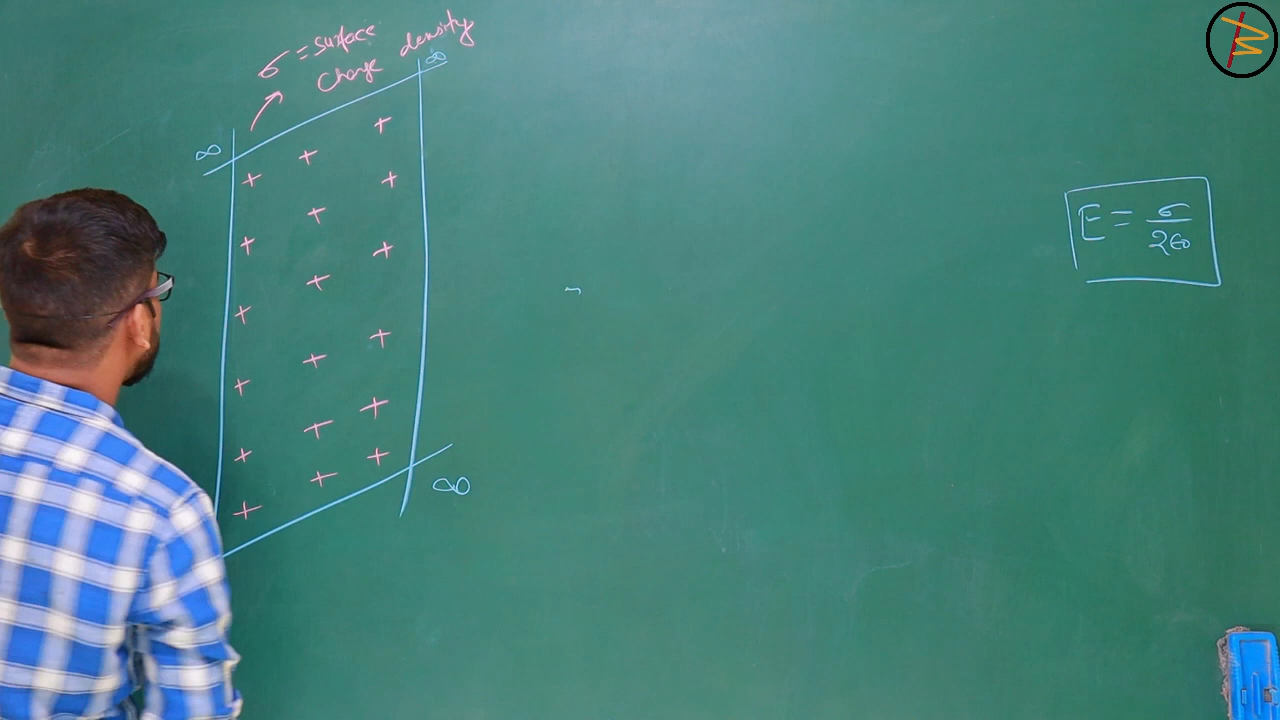 σ = surface
charge density
∞
∞
+ + +
+ + +
+ + +
+ + +
+ + +
+ + +
∞
E = σ / 2ε₀